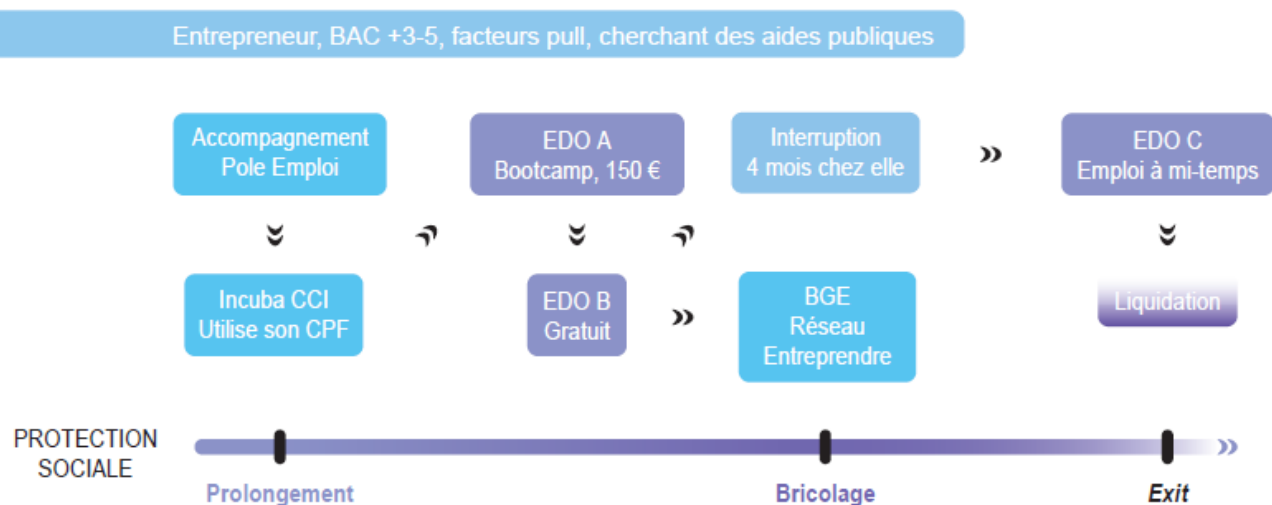 Entrepreneur, BAC +3-5, facteurs pull, cherchant des aides publiques
Accompagnement
Pole Emploi
EDO A
Bootcamp, 150 €
Interruption
4 mois chez elle
EDO C
Emploi à mi-temps
Incuba CCI
Utilise son CPF
EDO B
Gratuit
BGE
Réseau
Entreprendre
Liquidation
PROTECTION
SOCIALE
Prolongement
Bricolage
Exit